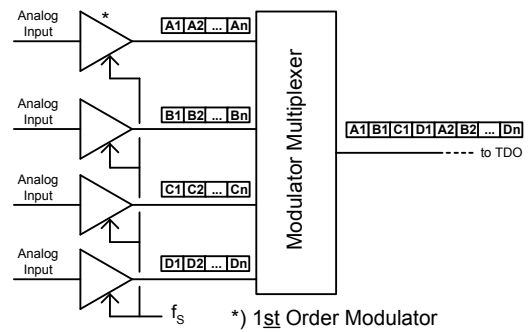 Analog
Input
*
A1 A2 ... An
Analog
Input
B1 B2 ... Bn
Analog
Input
C1 C2 ... Cn
Analog
Input
D1 D2 ... Dn
Modulator Multiplexer
A1 B1 C1 D1 A2 B2 ... Dn
to TDO
fS
*) 1st Order Modulator